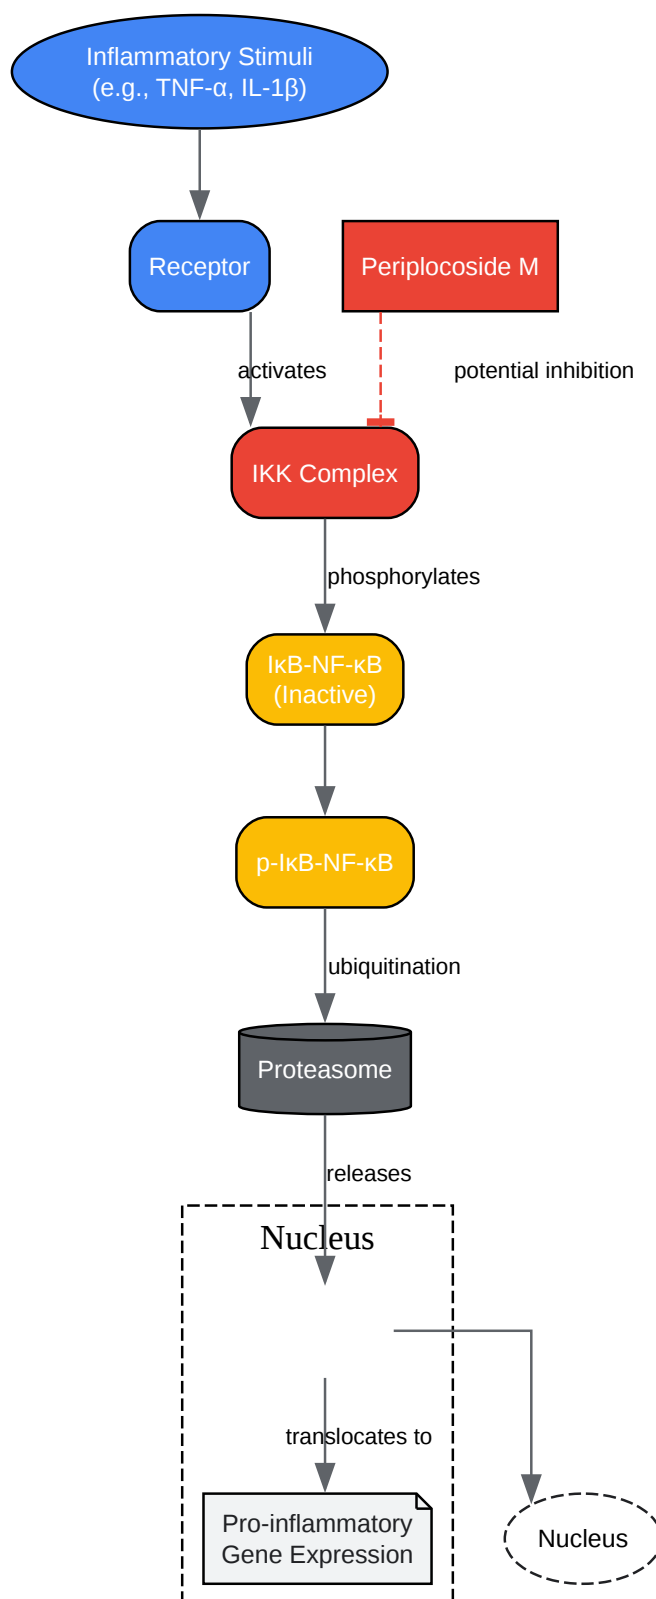 Inflammatory Stimuli
(e.g., TNF-α, IL-1β)
Receptor
Periplocoside M
activates
potential inhibition
IKK Complex
phosphorylates
IκB-NF-κB
(Inactive)
p-IκB-NF-κB
ubiquitination
Proteasome
releases
Nucleus
translocates to
Pro-inflammatory
Gene Expression
Nucleus